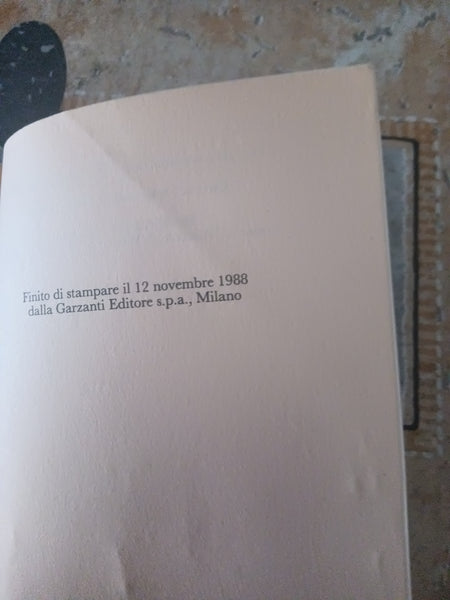 Finito di stampare il 12 novembre 1988
dalla Garzanti Editore s.p.a., Milano